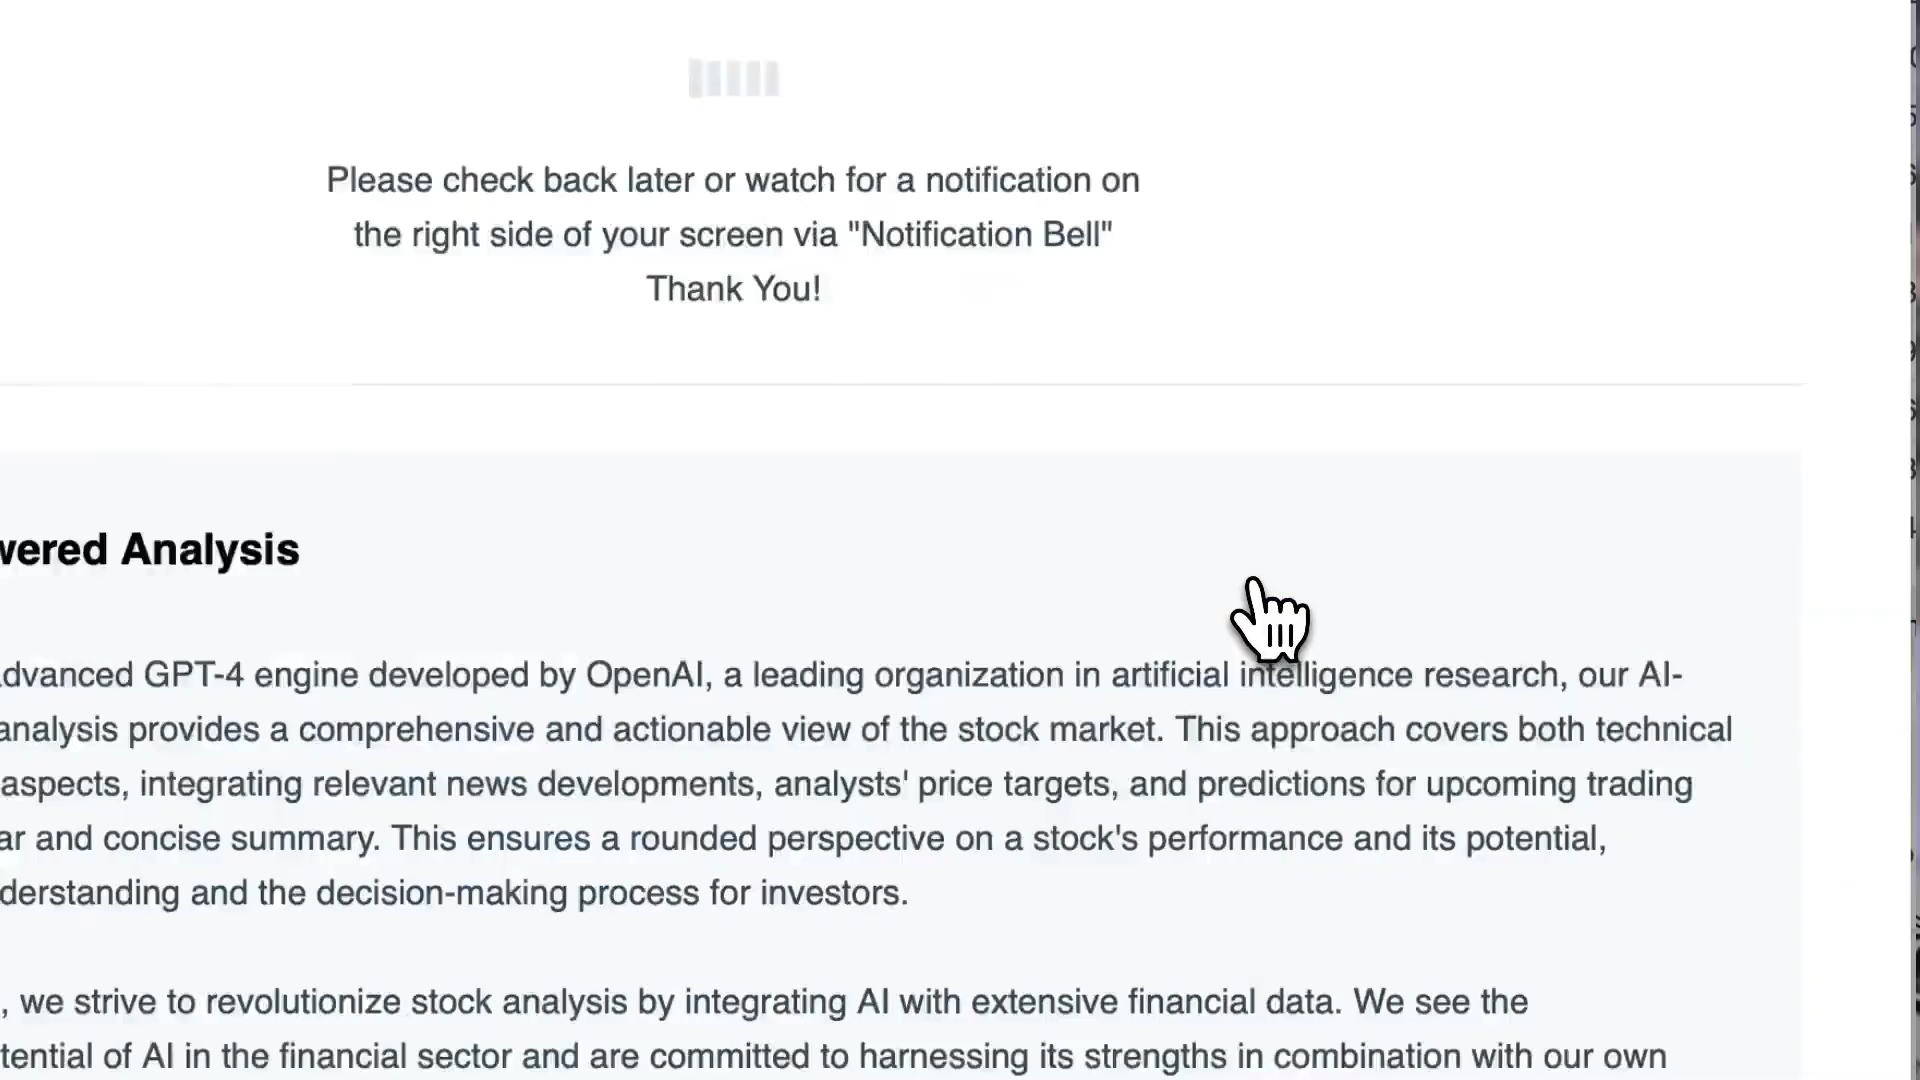 Please check back later or watch for a notification on
the right side of your screen via "Notification Bell"
Thank You!
wered Analysis
dvanced GPT-4 engine developed by OpenAI, a leading organization in artificial intelligence research, our AI-
analysis provides a comprehensive and actionable view of the stock market. This approach covers both technical
aspects, integrating relevant news developments, analysts' price targets, and predictions for upcoming trading
ar and concise summary. This ensures a rounded perspective on a stock's performance and its potential,
derstanding and the decision-making process for investors.
, we strive to revolutionize stock analysis by integrating AI with extensive financial data. We see the
tential of AI in the financial sector and are committed to harnessing its strengths in combination with our own